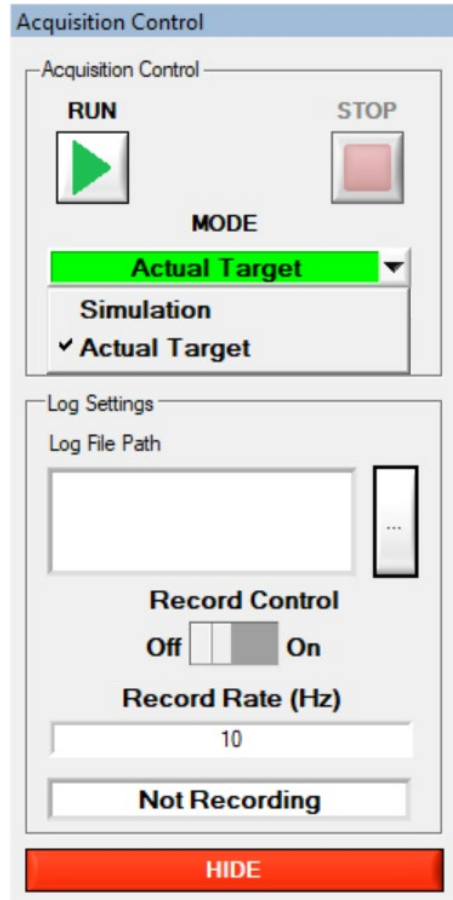 Acquisition Control
Acquisition Control
RUN STOP
MODE
Actual Target
Simulation
Actual Target
Log Settings
Log File Path
...
Record Control
Off On
Record Rate (Hz)
10
Not Recording
HIDE